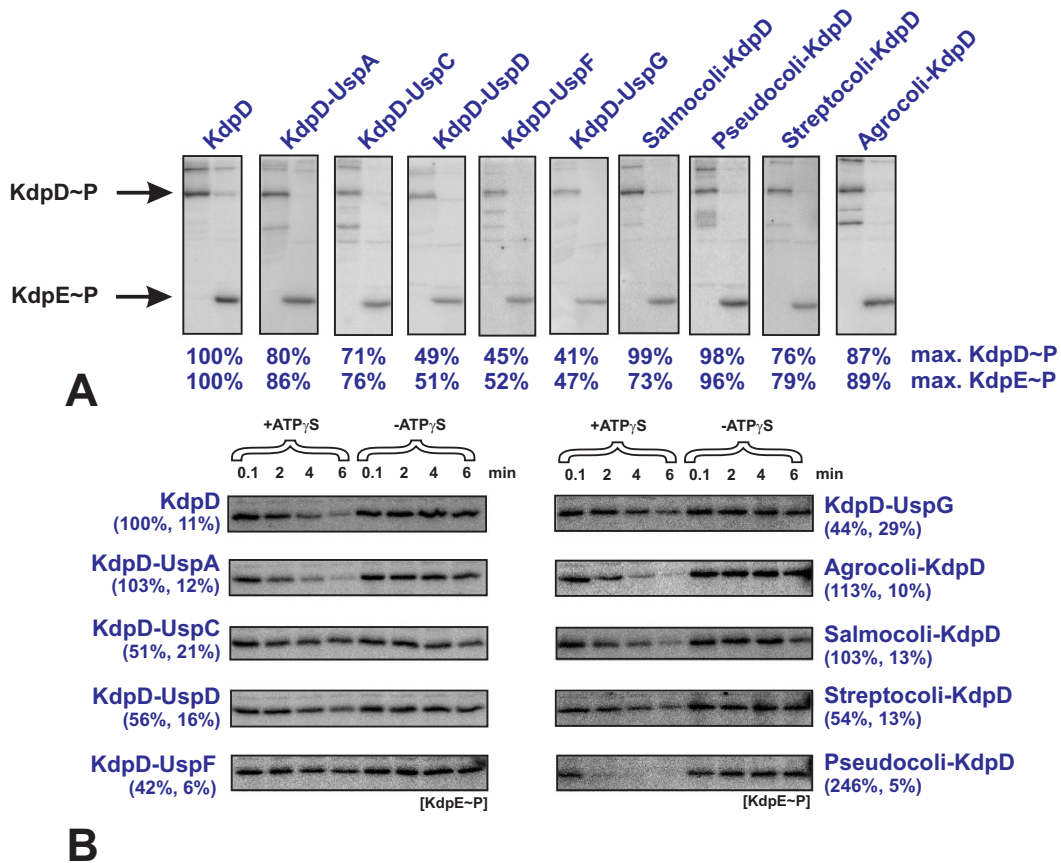 KdpD
KdpD-UspA
KdpD-UspC
KdpD-UspD
KdpD-UspF
KdpD-UspG
Salmocoli-KdpD
Pseudocoli-KdpD
Streptocoli-KdpD
Agrocoli-KdpD
KdpD~P
KdpE~P
100% 80% 71% 49% 45% 41% 99% 98% 76% 87% max. KdpD~P
100% 86% 76% 51% 52% 47% 73% 96% 79% 89% max. KdpE~P
A
+ATPγS -ATPγS
0.1 2 4 6 0.1 2 4 6 min
KdpD
(100%, 11%)
KdpD-UspA
(103%, 12%)
KdpD-UspC
(51%, 21%)
KdpD-UspD
(56%, 16%)
KdpD-UspF
(42%, 6%)
[KdpE~P]
+ATPγS -ATPγS
0.1 2 4 6 0.1 2 4 6 min
KdpD-UspG
(44%, 29%)
Agrocoli-KdpD
(113%, 10%)
Salmocoli-KdpD
(103%, 13%)
Streptocoli-KdpD
(54%, 13%)
Pseudocoli-KdpD
(246%, 5%)
[KdpE~P]
B